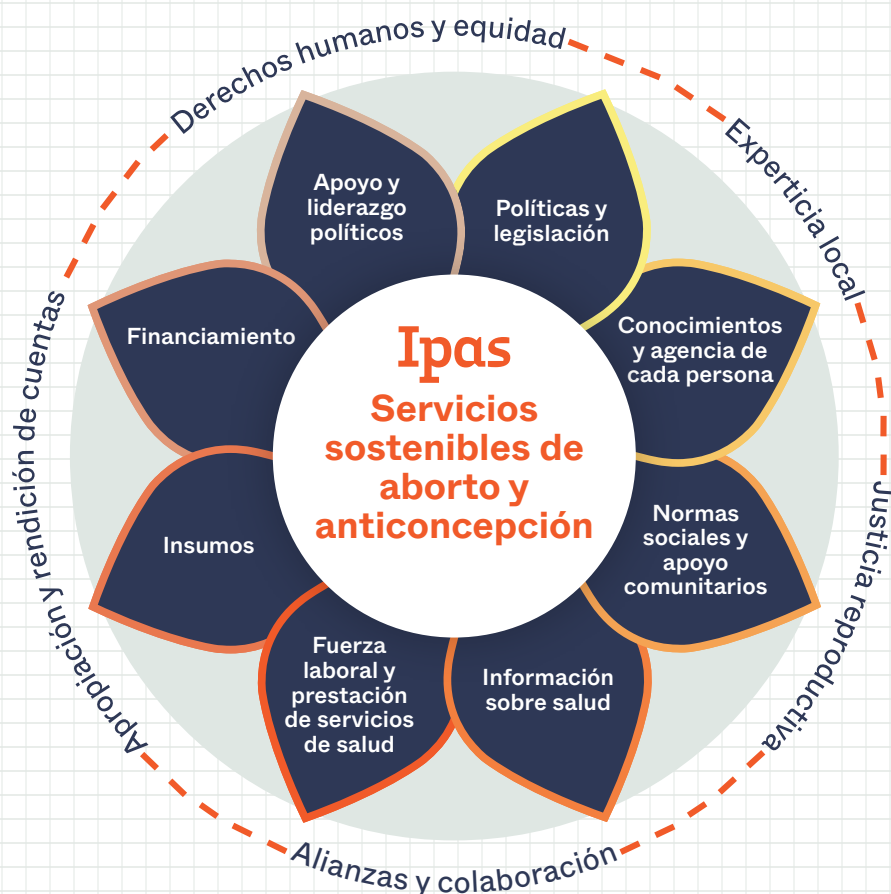 Derechos humanos y equidad
Experticia local
Justicia reproductiva
Alianzas y colaboración
Apropiación y rendición de cuentas
Apoyo y
liderazgo
políticos
Políticas y
legislación
Conocimientos
y agencia de
cada persona
Normas
sociales y
apoyo
comunitarios
Información
sobre salud
Fuerza
laboral y
prestación
de servicios
de salud
Insumos
Financiamiento
Ipas
Servicios
sostenibles de
aborto y
anticoncepción